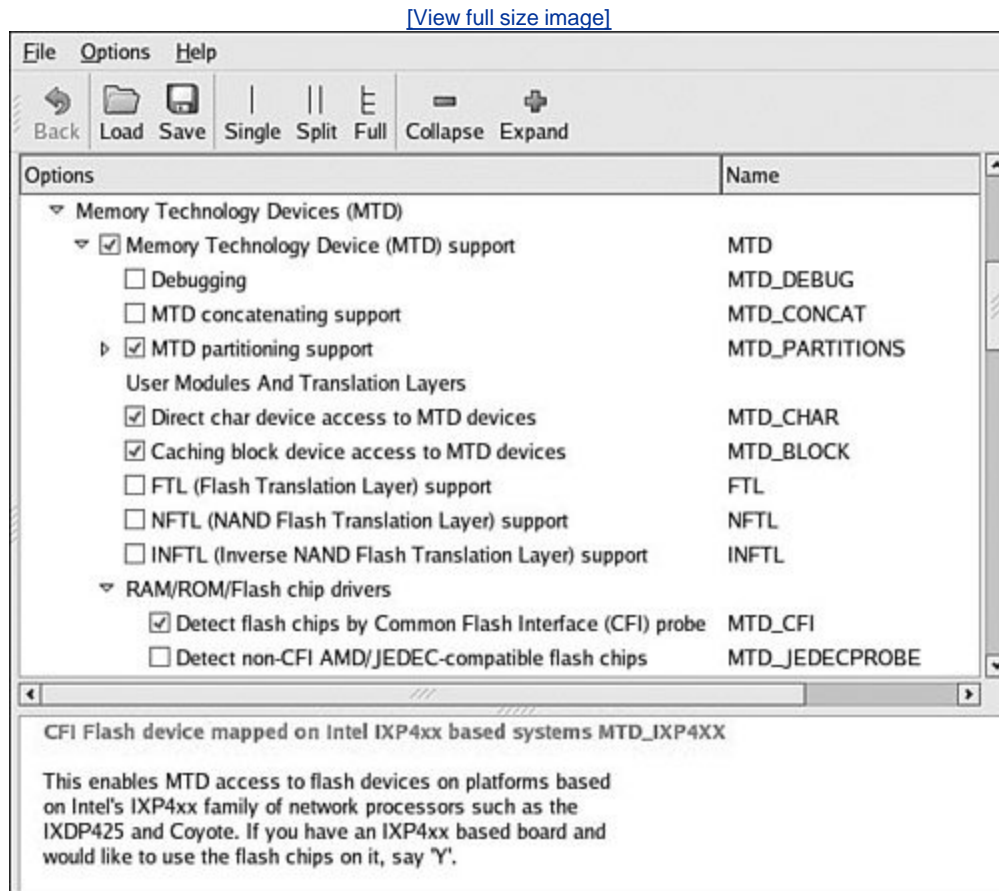 [View full size image]
File Options Help
Back Load Save Single Split Full Collapse Expand
Options Name
Memory Technology Devices (MTD)
Memory Technology Device (MTD) support MTD
Debugging MTD_DEBUG
MTD concatenating support MTD_CONCAT
MTD partitioning support MTD_PARTITIONS
User Modules And Translation Layers
Direct char device access to MTD devices MTD_CHAR
Caching block device access to MTD devices MTD_BLOCK
FTL (Flash Translation Layer) support FTL
NFTL (NAND Flash Translation Layer) support NFTL
INFTL (Inverse NAND Flash Translation Layer) support INFTL
RAM/ROM/Flash chip drivers
Detect flash chips by Common Flash Interface (CFI) probe MTD_CFI
Detect non-CFI AMD/JEDEC-compatible flash chips MTD_JEDECPROBE
CFI Flash device mapped on Intel IXP4xx based systems MTD_IXP4XX
This enables MTD access to flash devices on platforms based
on Intel's IXP4xx family of network processors such as the
IXDP425 and Coyote. If you have an IXP4xx based board and
would like to use the flash chips on it, say 'Y'.